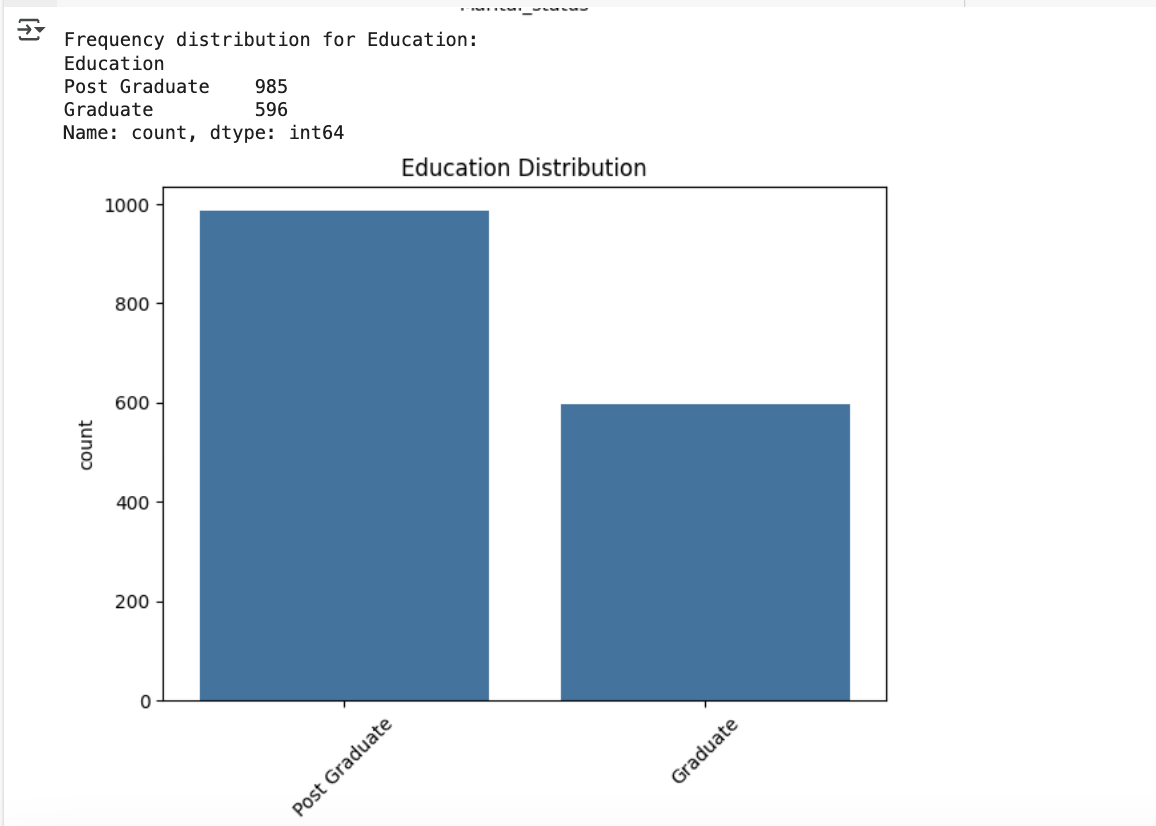 Marital_status
Frequency distribution for Education:
Education
Post Graduate    985
Graduate         596
Name: count, dtype: int64
Education Distribution
1000
800
600
400
200
0
count
Post Graduate
Graduate